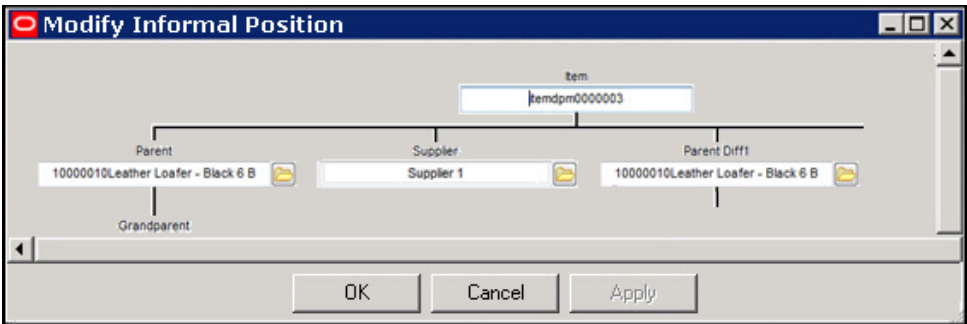 Modify Informal Position
Item
itemdpm0000003
Parent
Supplier
Parent Diff1
10000010Leather Loafer - Black 6 B
Supplier 1
10000010Leather Loafer - Black 6 B
Grandparent
OK
Cancel
Apply